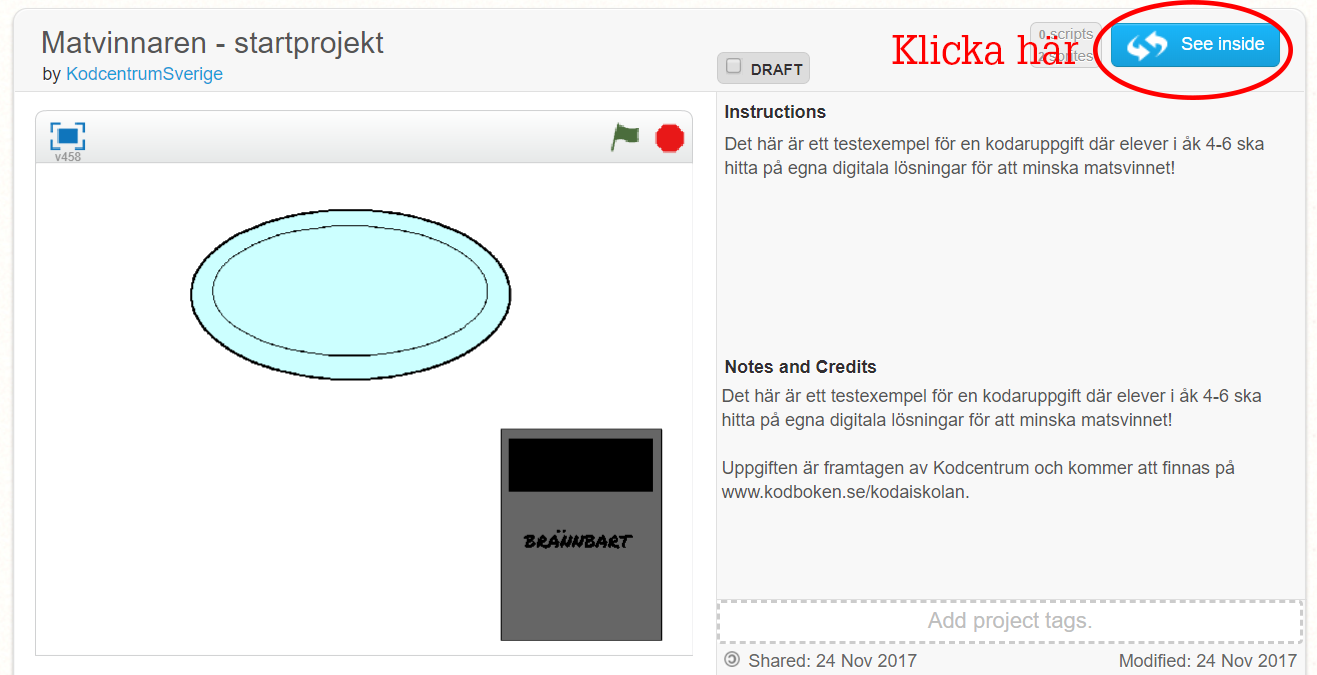 Matvinnaren - startprojekt
by KodcentrumSverige
DRAFT
Klicka här
0 scripts
2 sprites
See inside
v458
Instructions
Det här är ett testexempel för en kodaruppgift där elever i åk 4-6 ska
hitta på egna digitala lösningar för att minska matsvinnet!
Notes and Credits
Det här är ett testexempel för en kodaruppgift där elever i åk 4-6 ska
hitta på egna digitala lösningar för att minska matsvinnet!
Uppgiften är framtagen av Kodcentrum och kommer att finnas på
www.kodboken.se/kodaiskolan.
BRÄNNBART
Add project tags.
Shared: 24 Nov 2017
Modified: 24 Nov 2017